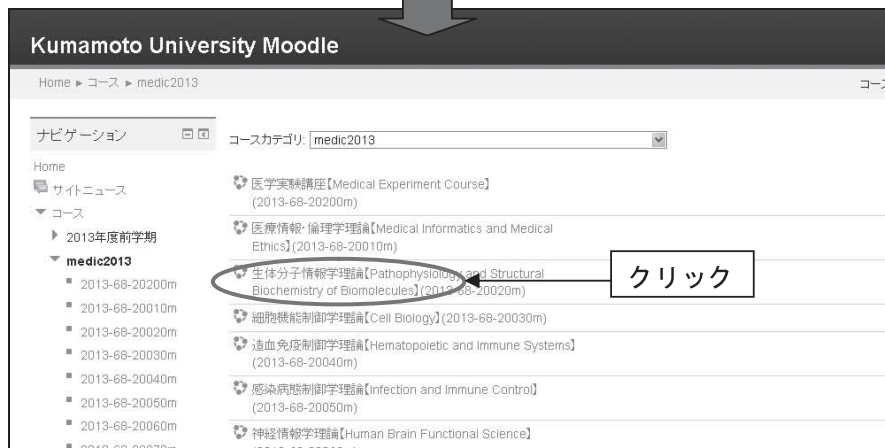 Kumamoto University Moodle
Home ▶ コース ▶ medic2013
コース
ナビゲーション
コースカテゴリ: medic2013
Home
サイトニュース
▼ コース
▶ 2013年度前学期
▼ medic2013
2013-68-20200m
2013-68-20010m
2013-68-20020m
2013-68-20030m
2013-68-20040m
2013-68-20050m
2013-68-20060m
2013-68-20070m
医学実験講座【Medical Experiment Course】
(2013-68-20200m)
医療情報・倫理学理論【Medical Informatics and Medical
Ethics】(2013-68-20010m)
生体分子情報学理論【Pathophysiology and Structural
Biochemistry of Biomolecules】(2013-68-20020m)
クリック
細胞機能制御学理論【Cell Biology】(2013-68-20030m)
造血免疫制御学理論【Hematopoietic and Immune Systems】
(2013-68-20040m)
感染病態制御学理論【Infection and Immune Control】
(2013-68-20050m)
神経情報学理論【Human Brain Functional Science】